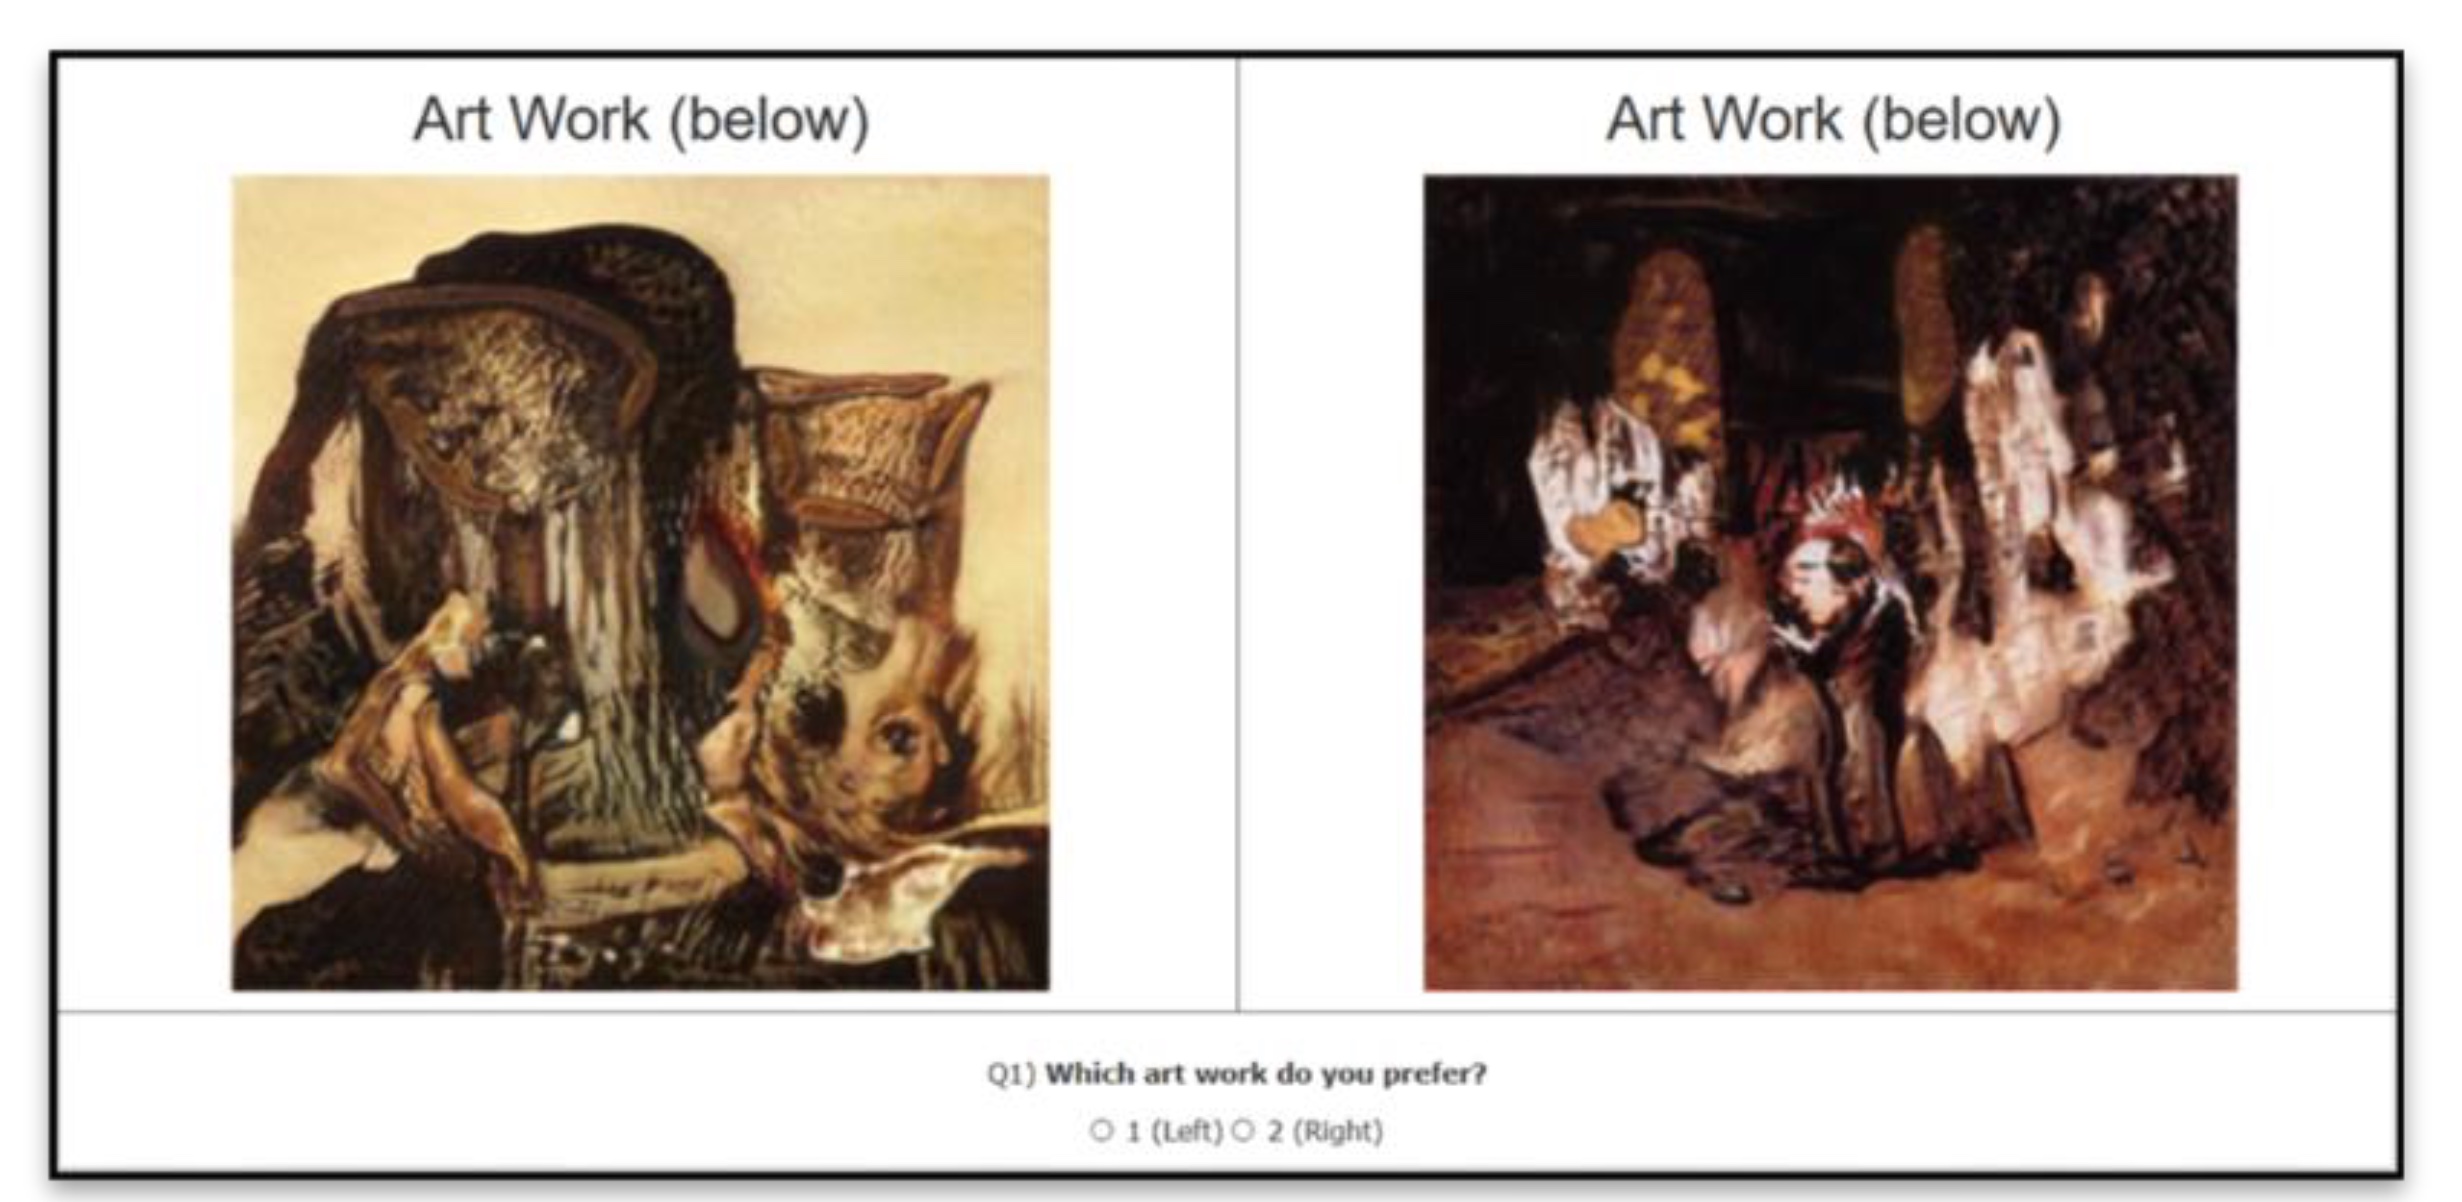 Art Work (below)
Art Work (below)
Q1) Which art work do you prefer?
1 (Left) 2 (Right)